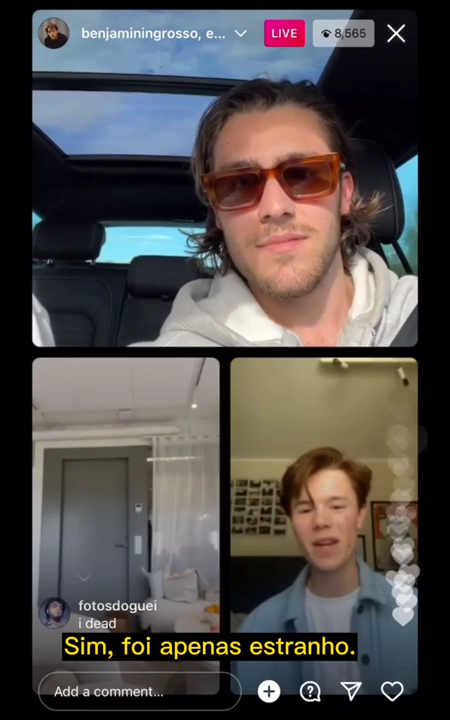 benjaminingrosso, e...
LIVE
8,565
fotosdoguei
i dead
Sim, foi apenas estranho.
Add a comment...